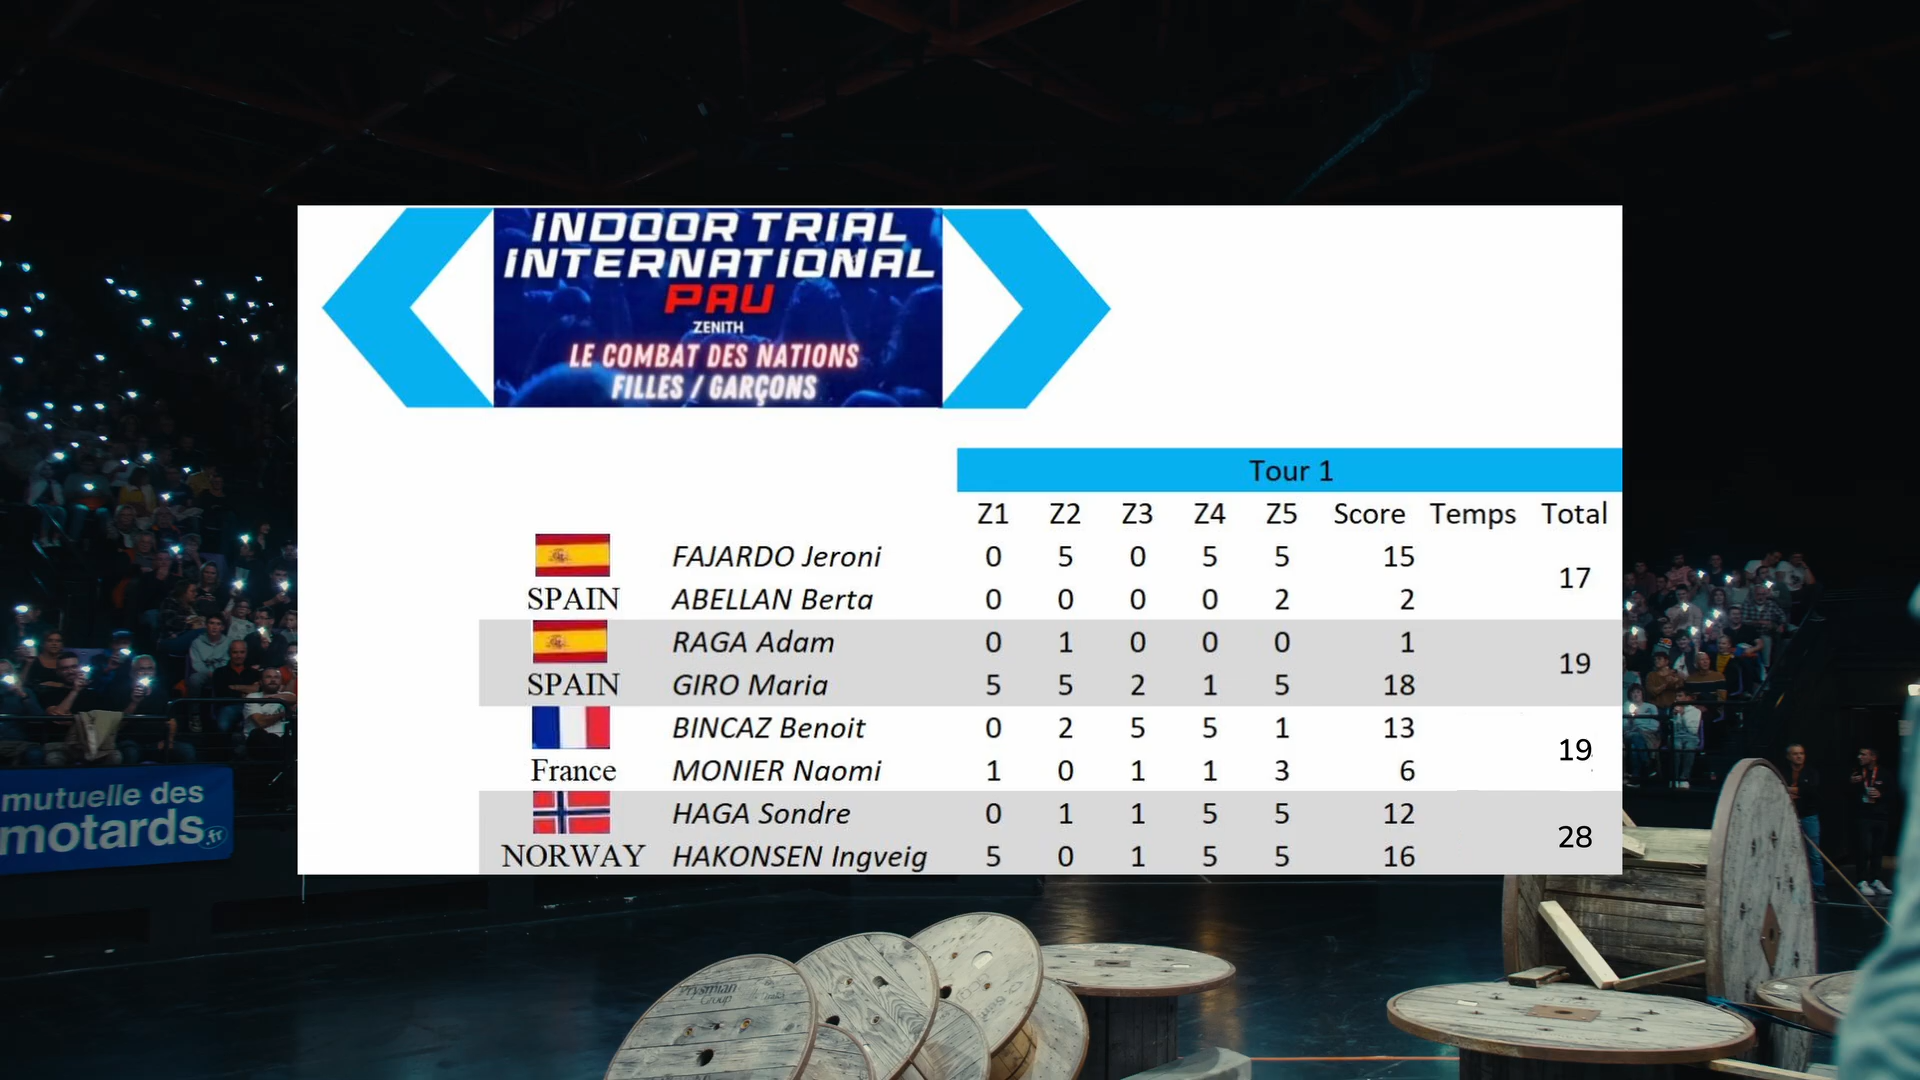 INDOOR TRIAL
INTERNATIONAL
PAU
ZENITH
LE COMBAT DES NATIONS
FILLES / GARÇONS
Tour 1
Z1 Z2 Z3 Z4 Z5 Score Temps Total
FAJARDO Jeroni 0 5 0 5 5 15
17
SPAIN ABELLAN Berta 0 0 0 0 2 2
RAGA Adam 0 1 0 0 0 1
19
SPAIN GIRO Maria 5 5 2 1 5 18
BINCAZ Benoit 0 2 5 5 1 13
19
France MONIER Naomi 1 0 1 1 3 6
HAGA Sondre 0 1 1 5 5 12
28
NORWAY HAKONSEN Ingveig 5 0 1 5 5 16
mutuelle des
motards.fr
Prysmian
Group